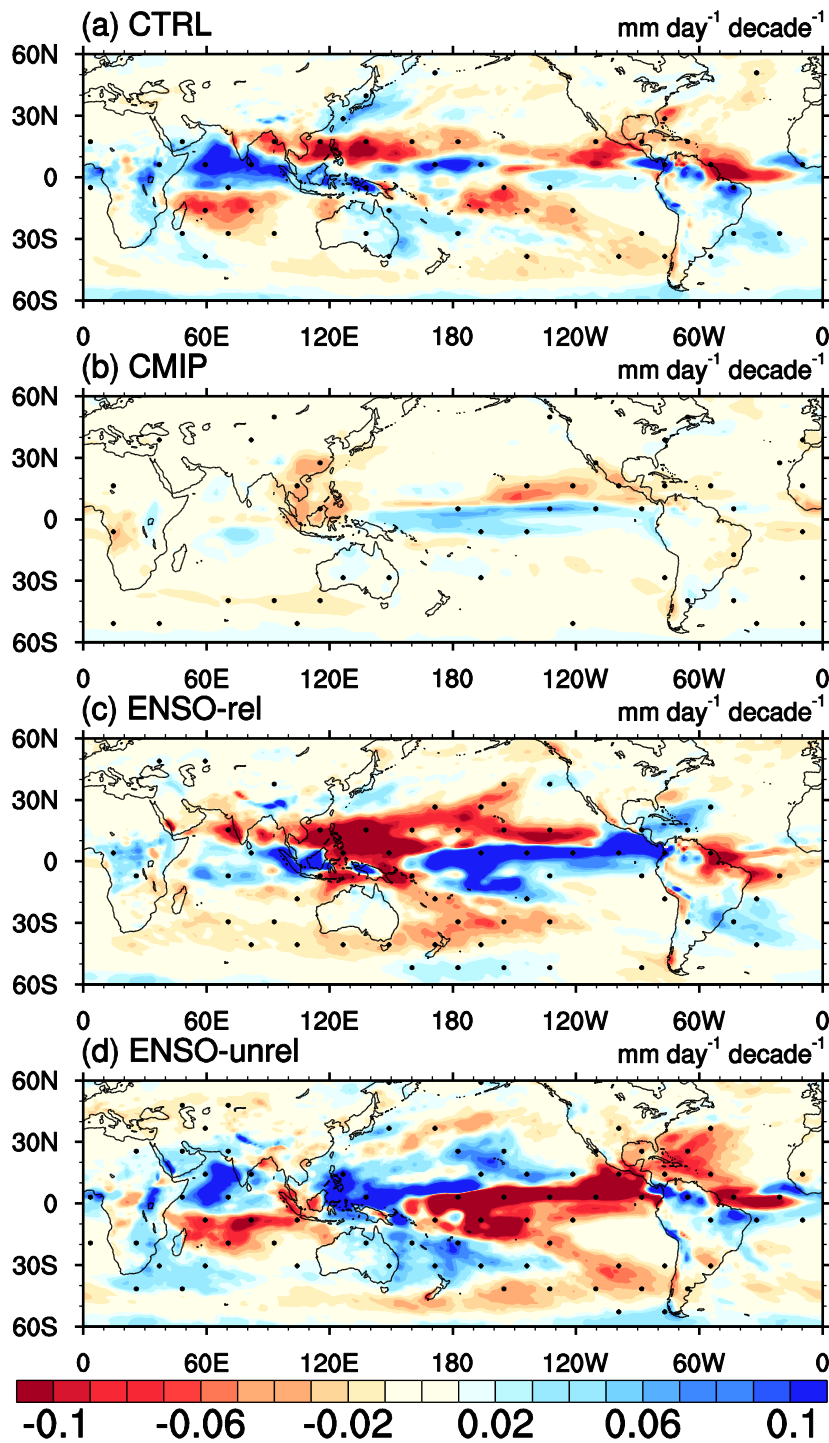 (a) CTRL mm day-1 decade-1
60N
30N
0
30S
60S
0 60E 120E 180 120W 60W 0
(b) CMIP mm day-1 decade-1
60N
30N
0
30S
60S
0 60E 120E 180 120W 60W 0
(c) ENSO-rel mm day-1 decade-1
60N
30N
0
30S
60S
0 60E 120E 180 120W 60W 0
(d) ENSO-unrel mm day-1 decade-1
60N
30N
0
30S
60S
0 60E 120E 180 120W 60W 0
-0.1 -0.06 -0.02 0.02 0.06 0.1